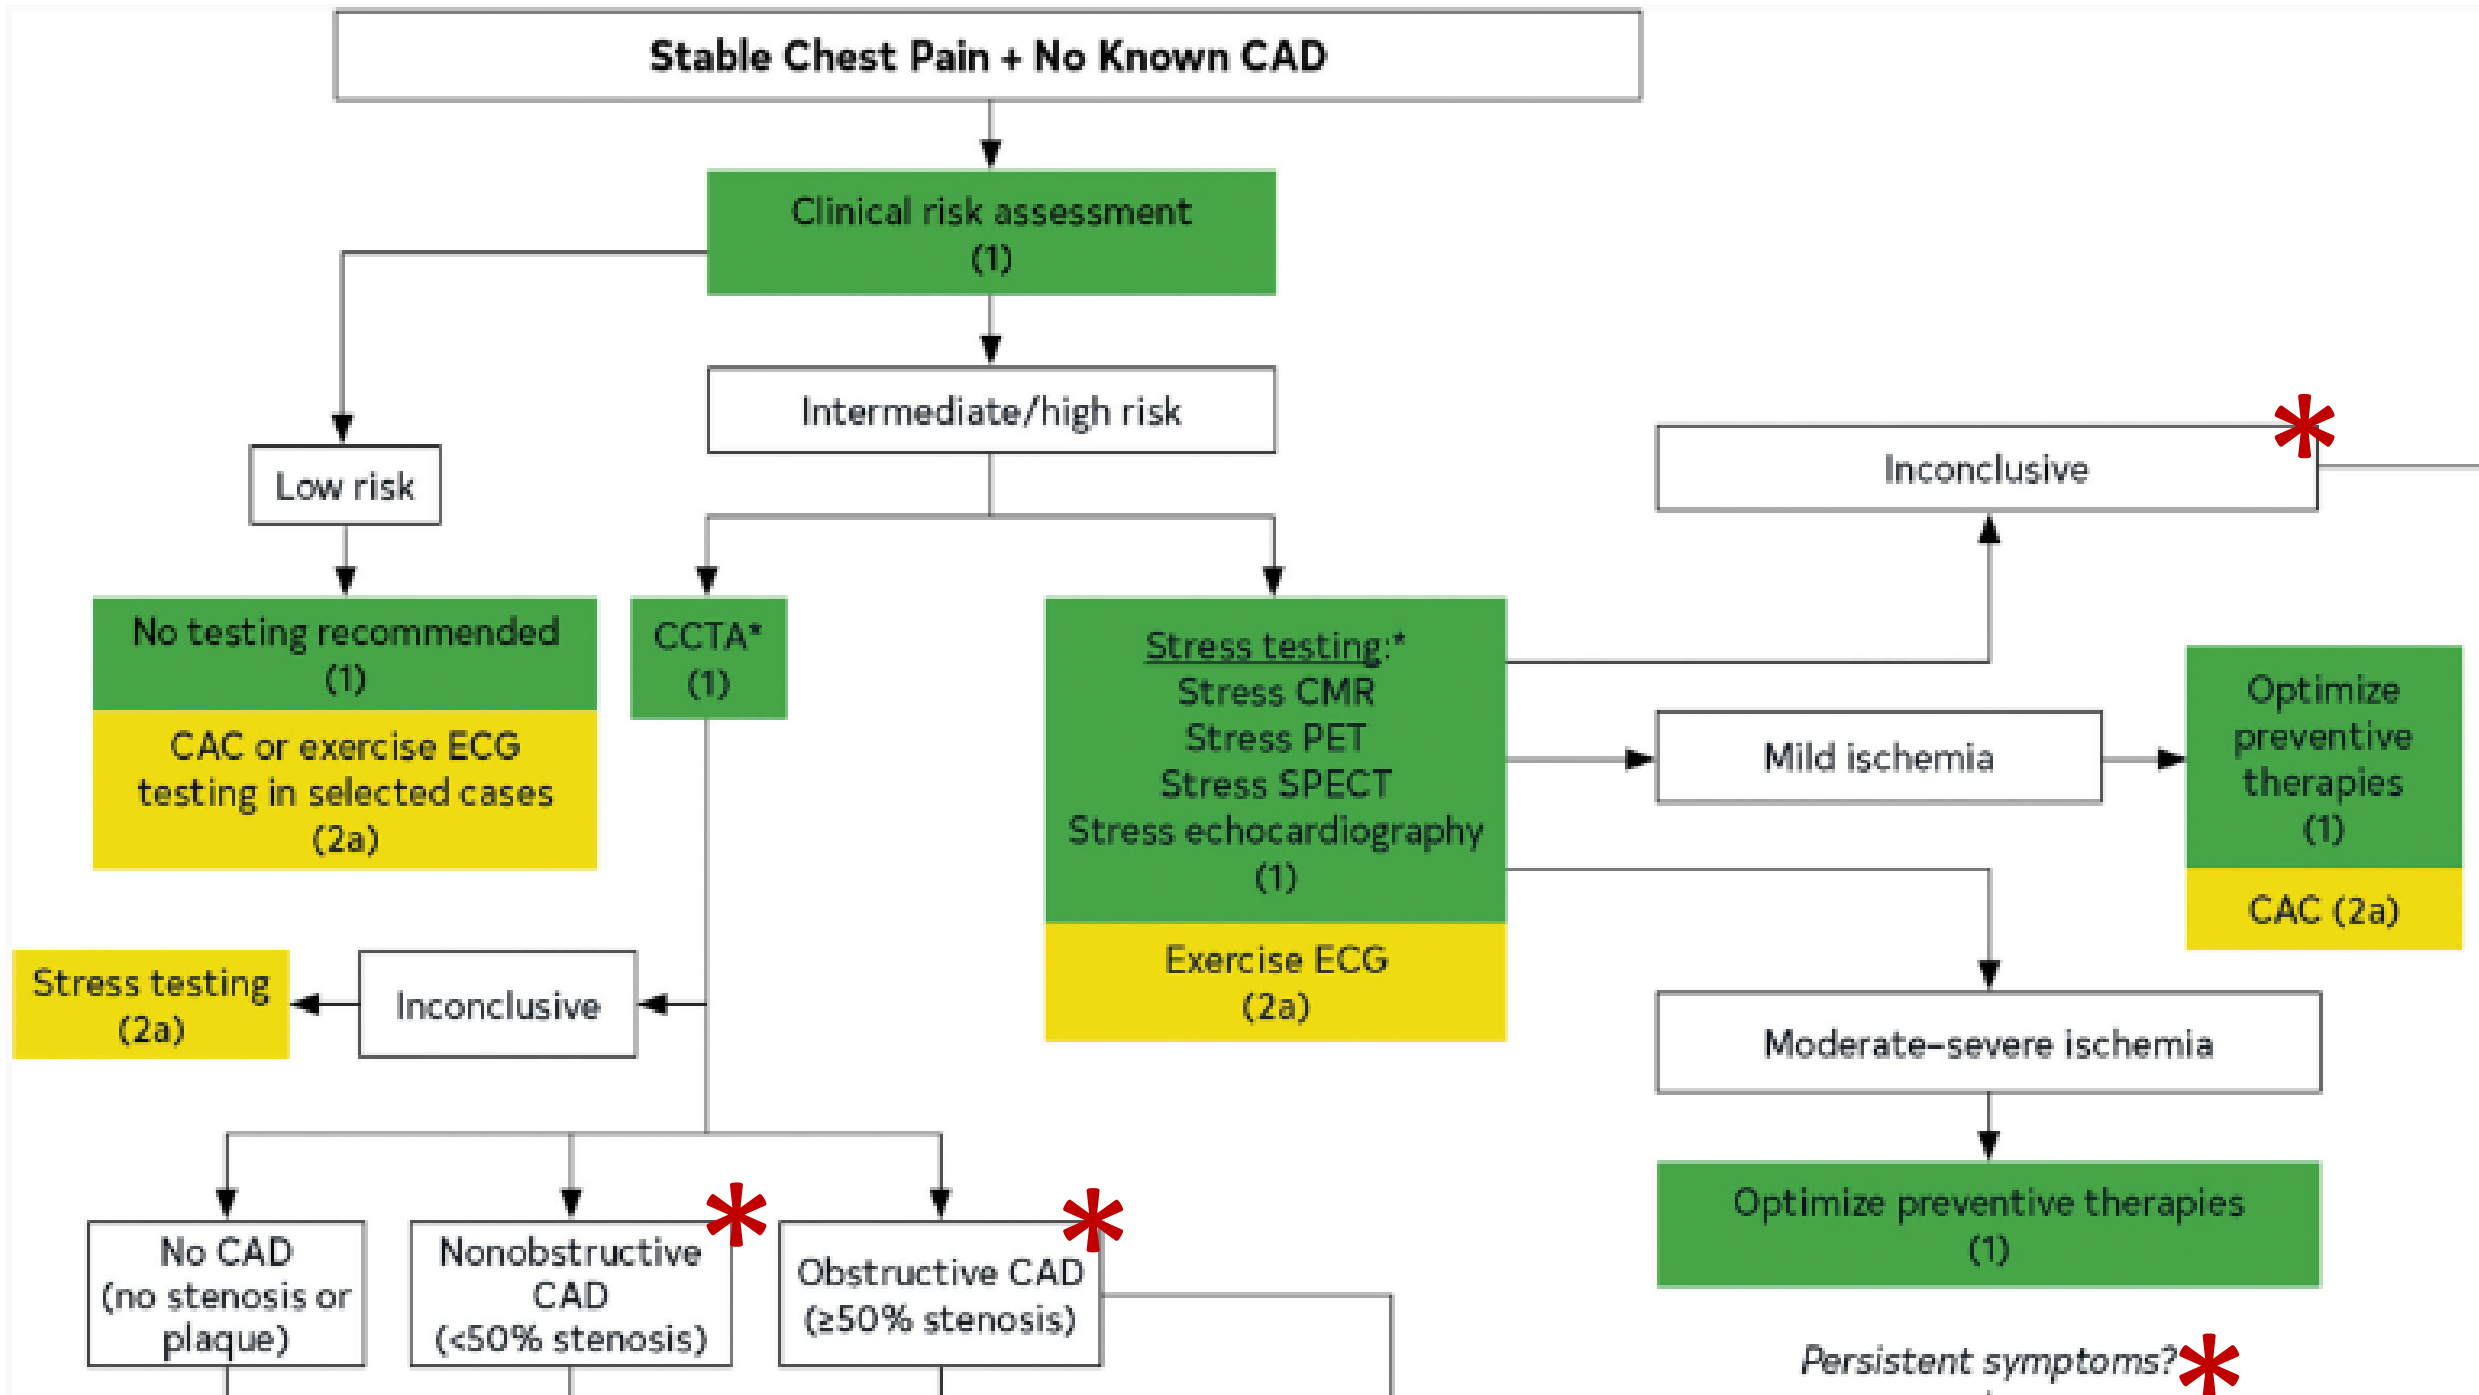 Stable Chest Pain + No Known CAD
Clinical risk assessment
(1)
Intermediate/high risk
Low risk
No testing recommended
(1)
CAC or exercise ECG
testing in selected cases
(2a)
CCTA*
(1)
Stress testing:*
Stress CMR
Stress PET
Stress SPECT
Stress echocardiography
(1)
Exercise ECG
(2a)
Inconclusive
*
Mild ischemia
Optimize
preventive
therapies
(1)
CAC (2a)
Moderate–severe ischemia
Optimize preventive therapies
(1)
Persistent symptoms?*
Stress testing
(2a)
Inconclusive
No CAD
(no stenosis or
plaque)
Nonobstructive
CAD
(<50% stenosis)
*
Obstructive CAD
(≥50% stenosis)
*